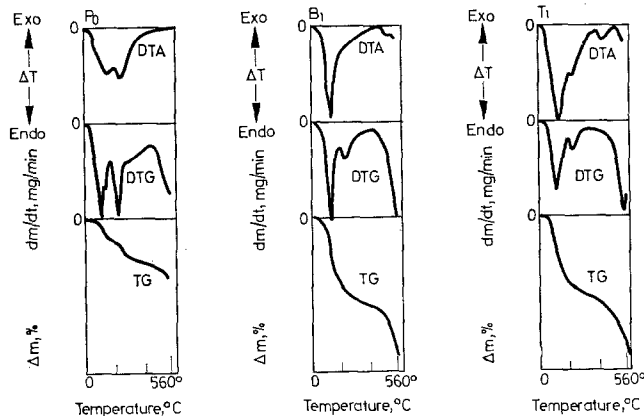 P₀
Exo
0
ΔT
DTA
Endo
0
dm/dt, mg/min
DTG
0
TG
Δm, %
0
560°
Temperature, °C
B₁
Exo
0
ΔT
DTA
Endo
0
dm/dt, mg/min
DTG
0
TG
Δm, %
0
560°
Temperature, °C
T₁
Exo
0
ΔT
DTA
Endo
0
dm/dt, mg/min
DTG
0
TG
Δm, %
0
560°
Temperature, °C